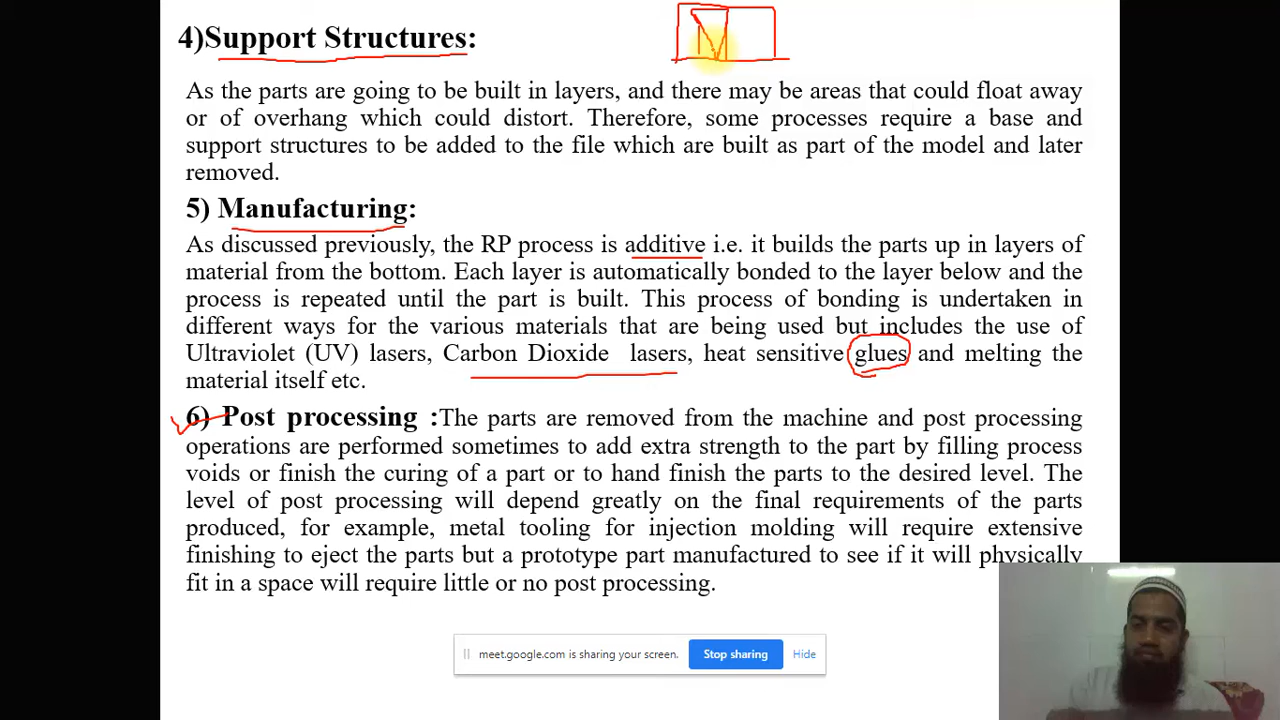 4)Support Structures:
As the parts are going to be built in layers, and there may be areas that could float away
or of overhang which could distort. Therefore, some processes require a base and
support structures to be added to the file which are built as part of the model and later
removed.
5) Manufacturing:
As discussed previously, the RP process is additive i.e. it builds the parts up in layers of
material from the bottom. Each layer is automatically bonded to the layer below and the
process is repeated until the part is built. This process of bonding is undertaken in
different ways for the various materials that are being used but includes the use of
Ultraviolet (UV) lasers, Carbon Dioxide lasers, heat sensitive glues and melting the
material itself etc.
6) Post processing :The parts are removed from the machine and post processing
operations are performed sometimes to add extra strength to the part by filling process
voids or finish the curing of a part or to hand finish the parts to the desired level. The
level of post processing will depend greatly on the final requirements of the parts
produced, for example, metal tooling for injection molding will require extensive
finishing to eject the parts but a prototype part manufactured to see if it will physically
fit in a space will require little or no post processing.
meet.google.com is sharing your screen. Stop sharing Hide